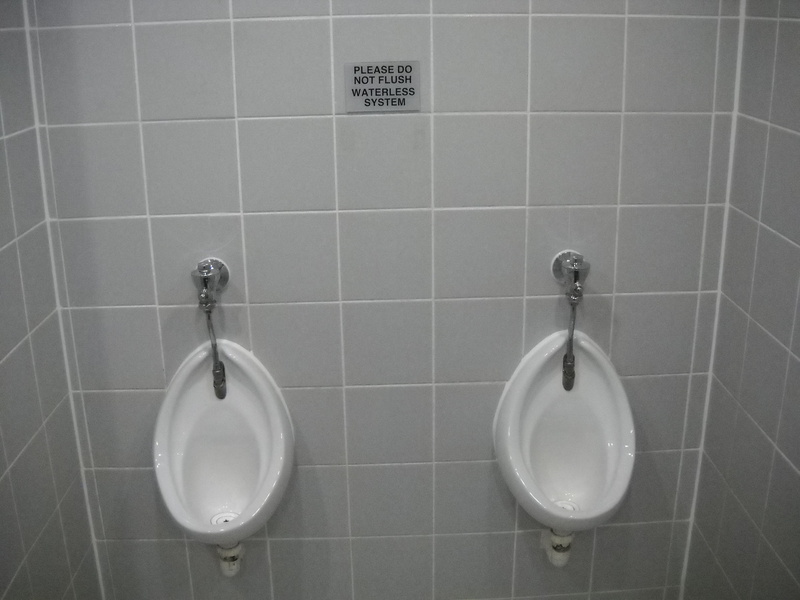 PLEASE DO
NOT FLUSH
WATERLESS
SYSTEM